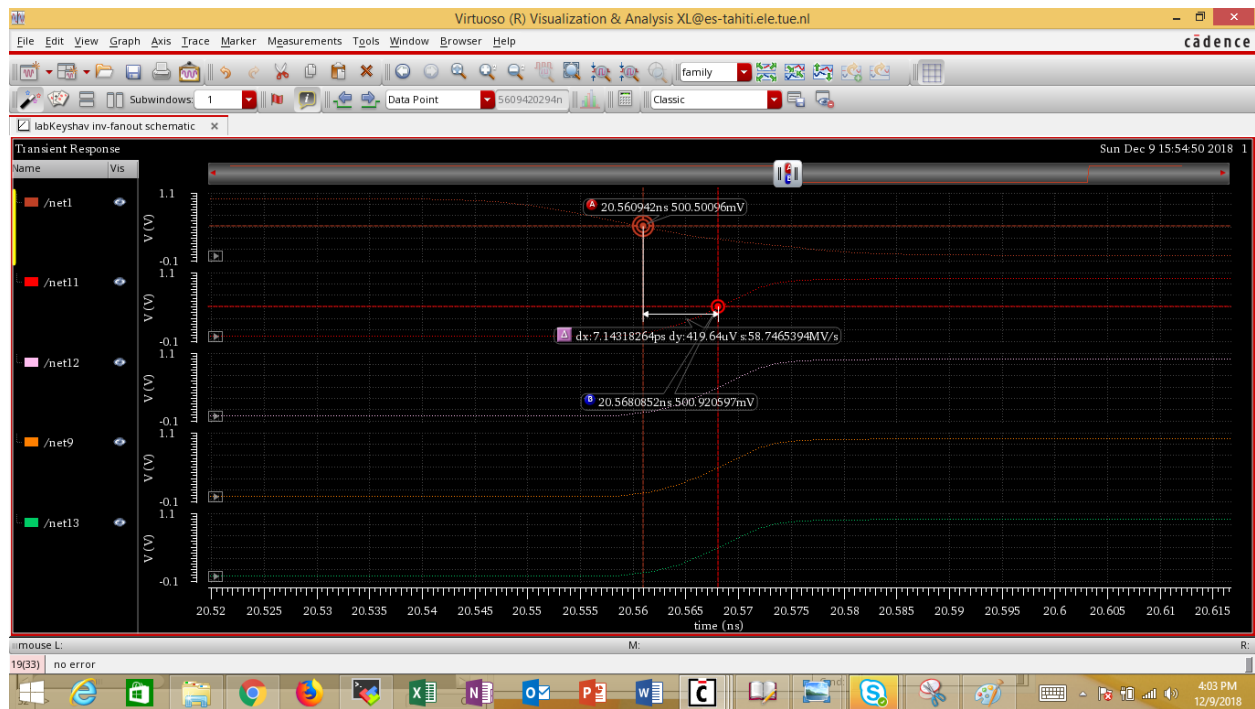 Virtuoso (R) Visualization & Analysis XL@es-tahiti.ele.tue.nl
File Edit View Graph Axis Trace Marker Measurements Tools Window Browser Help
cādence
family
Subwindows: 1
Data Point
5609420294n
Classic
labKeyshav inv-fanout schematic
Transient Response
Sun Dec 9 15:54:50 2018 1
Name Vis
/net1
V (V)
1.1
-0.1
A 20.560942ns 500.50096mV
/net11
V (V)
1.1
-0.1
dx:7.14318264ps dy:419.64uV s:58.7465394MV/s
/net12
V (V)
1.1
-0.1
B 20.5680852ns 500.920597mV
/net9
V (V)
1.1
-0.1
/net13
V (V)
1.1
-0.1
20.52 20.525 20.53 20.535 20.54 20.545 20.55 20.555 20.56 20.565 20.57 20.575 20.58 20.585 20.59 20.595 20.6 20.605 20.61 20.615
time (ns)
mouse L: M: R:
19(33) no error
4:03 PM
12/9/2018